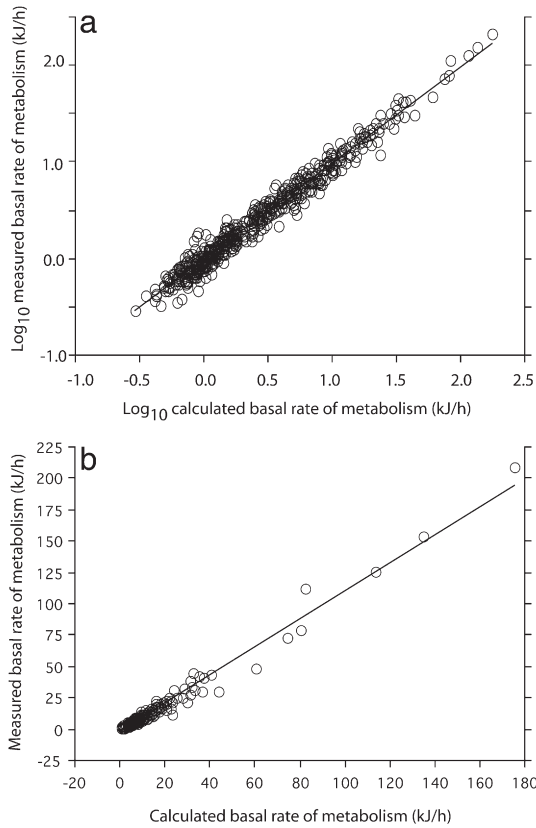 a
2.0
1.0
0.0
-1.0
-1.0 -0.5 0.0 0.5 1.0 1.5 2.0 2.5
Log10 measured basal rate of metabolism (kJ/h)
Log10 calculated basal rate of metabolism (kJ/h)
b
225
200
175
150
125
100
75
50
25
0
-25
-20 0 20 40 60 80 100 120 140 160 180
Measured basal rate of metabolism (kJ/h)
Calculated basal rate of metabolism (kJ/h)